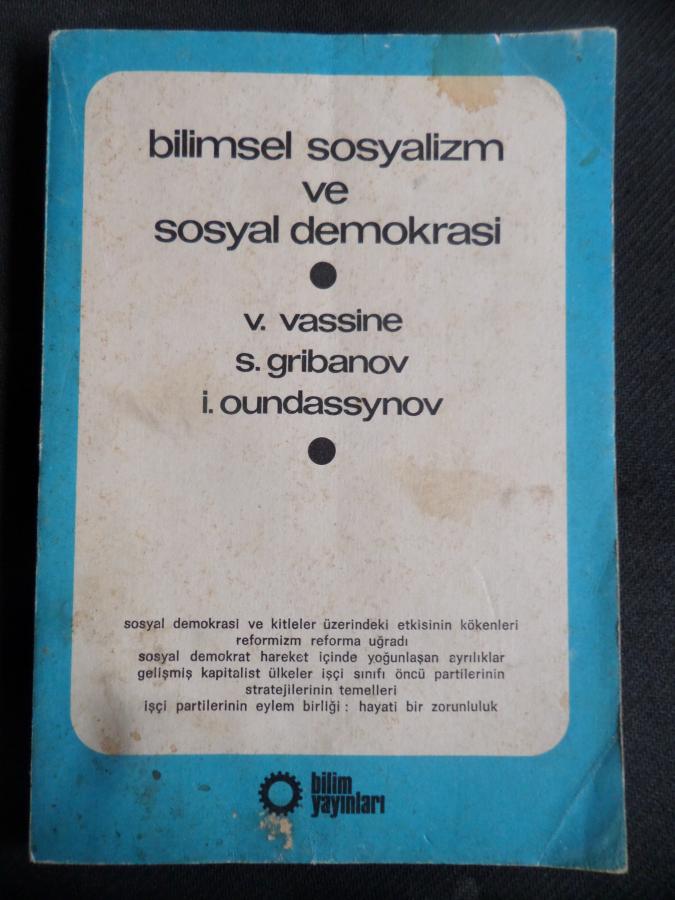 bilimsel sosyalizm
ve
sosyal demokrasi
v. vassine
s. gribanov
i. oundassynov
sosyal demokrasi ve kitleler üzerindeki etkisinin kökenleri
reformizm reforma uğradı
sosyal demokrat hareket içinde yoğunlaşan ayrılıklar
gelişmiş kapitalist ülkeler işçi sınıfı öncü partilerinin
stratejilerinin temelleri
işçi partilerinin eylem birliği : hayati bir zorunluluk
bilim
yayınları